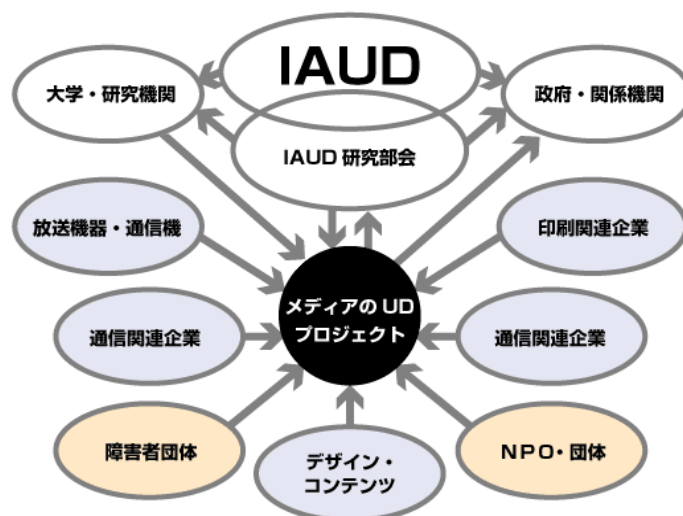 IAUD
大学・研究機関
政府・関係機関
IAUD 研究部会
放送機器・通信機
印刷関連企業
メディアの UD
プロジェクト
通信関連企業
通信関連企業
障害者団体
デザイン・
コンテンツ
NPO・団体